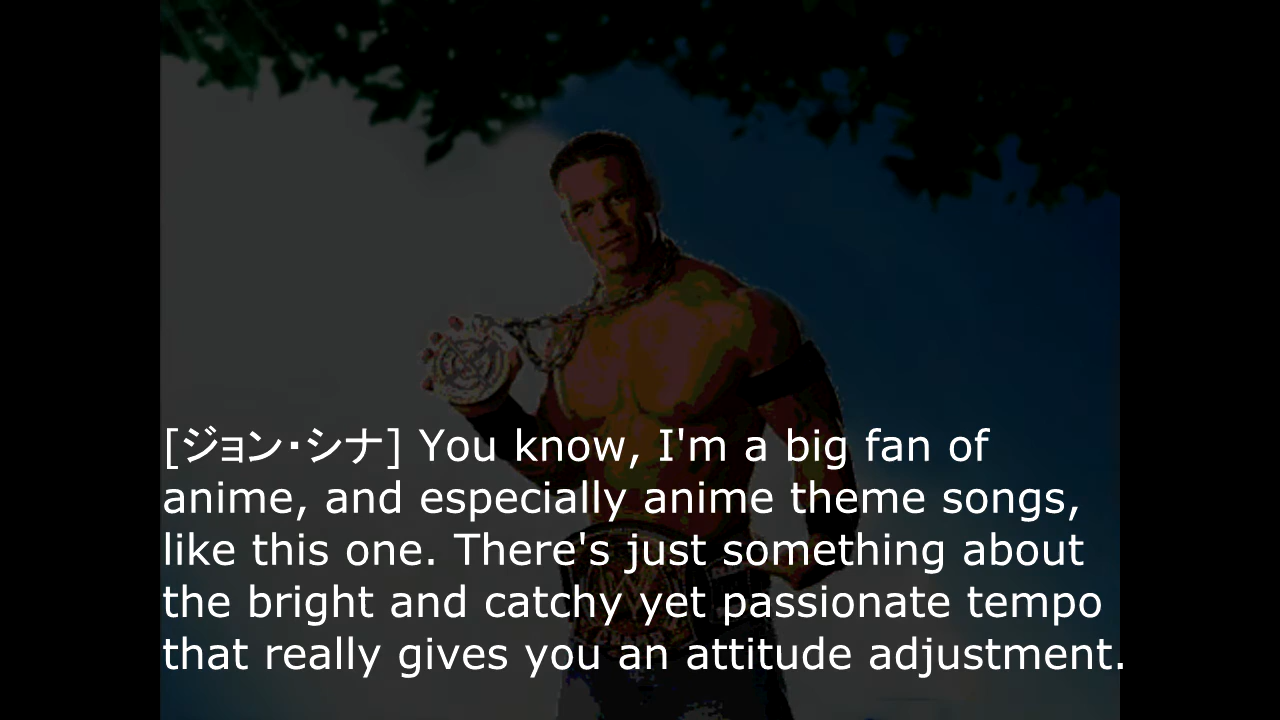 [ジョン・シナ] You know, I'm a big fan of
anime, and especially anime theme songs,
like this one. There's just something about
the bright and catchy yet passionate tempo
that really gives you an attitude adjustment.
CHAMP